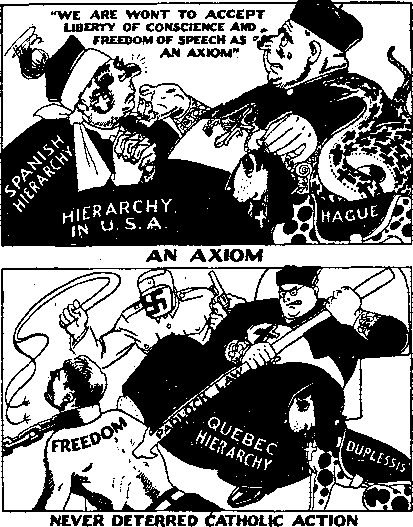 "WE ARE WONT TO ACCEPT
LIBERTY OF CONSCIENCE AND
FREEDOM OF SPEECH AS
AN AXIOM"
SPANISH
HIERARCHY
HIERARCHY
IN U.S.A.
HAGUE
AN AXIOM
PADLOCK LAW
FREEDOM
QUEBEC
HIERARCHY
DUPLESSIS
NEVER DETERRED CATHOLIC ACTION